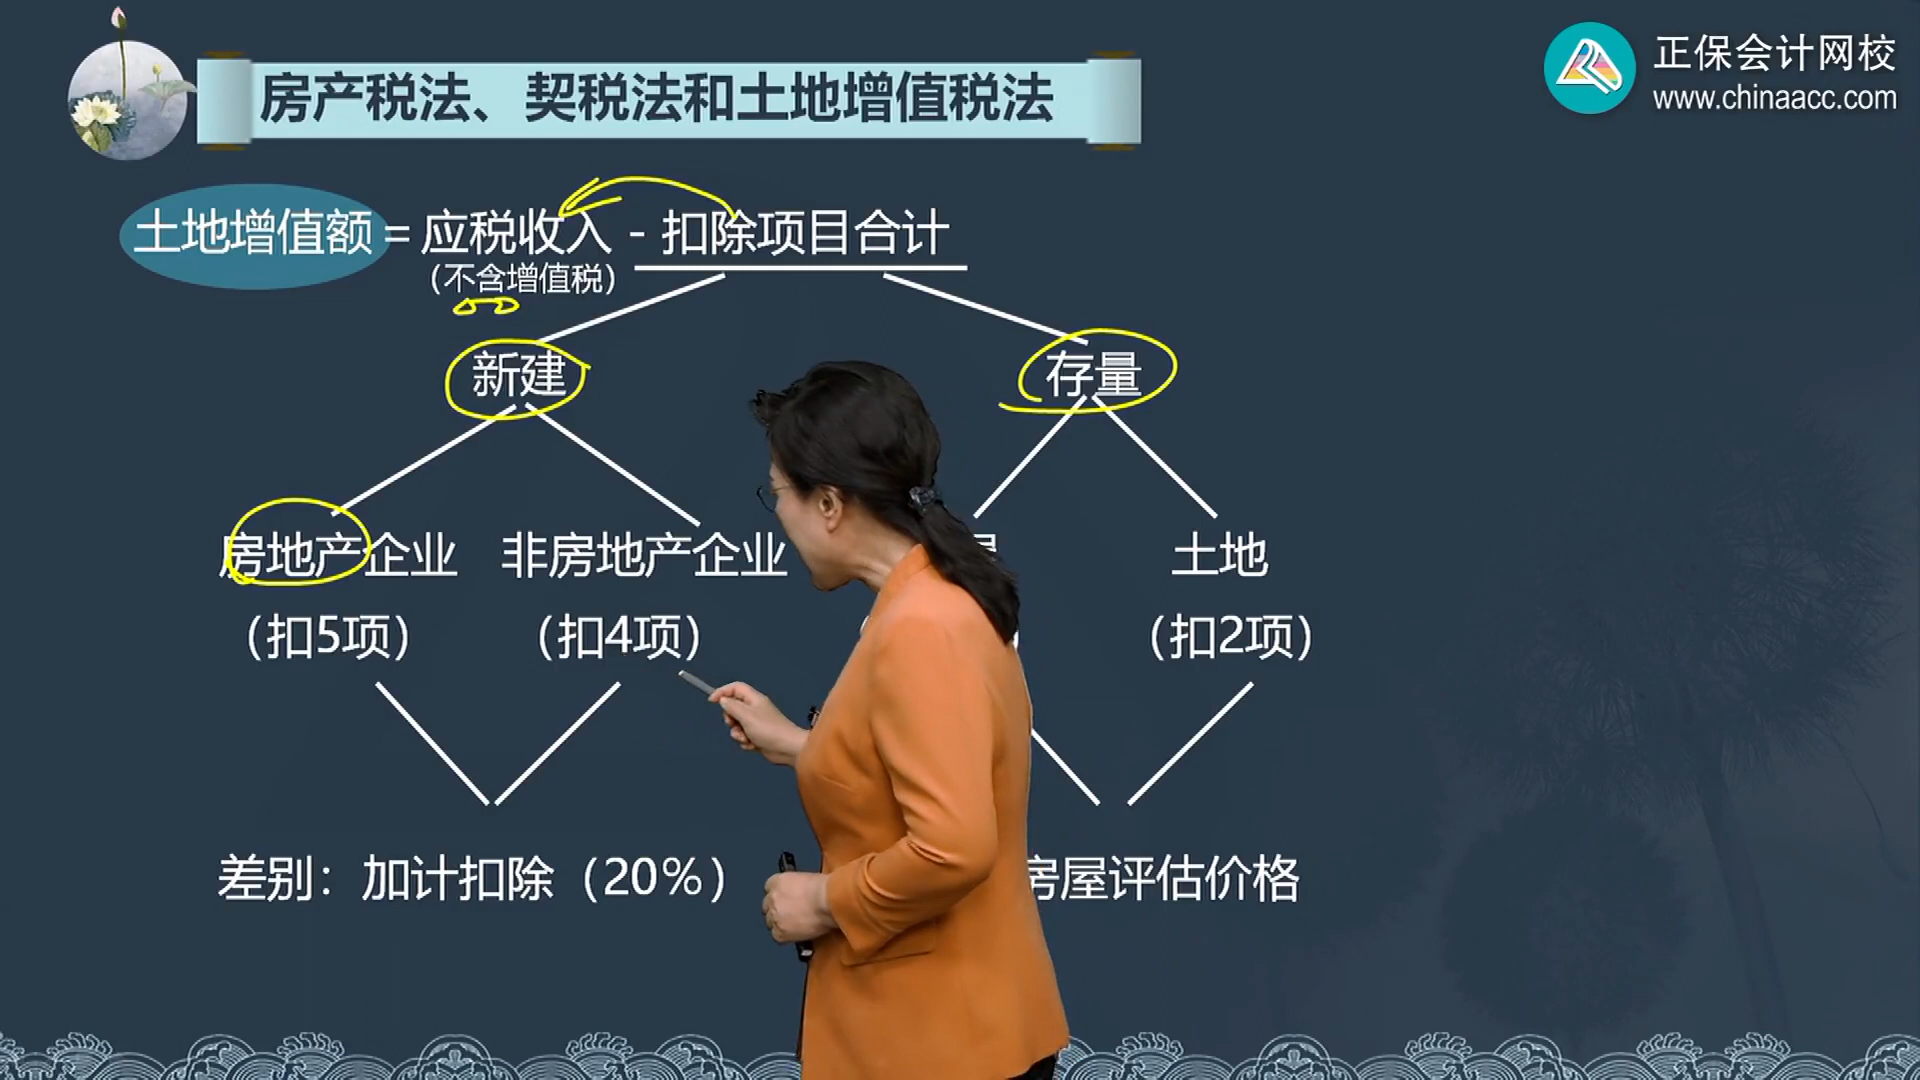 房产税法、契税法和土地增值税法
正保会计网校
www.chinaacc.com
土地增值额 = 应税收入 - 扣除项目合计
（不含增值税）
新建 存量
房地产企业 非房地产企业 土地
（扣5项） （扣4项） （扣2项）
差别：加计扣除（20%） 房屋评估价格